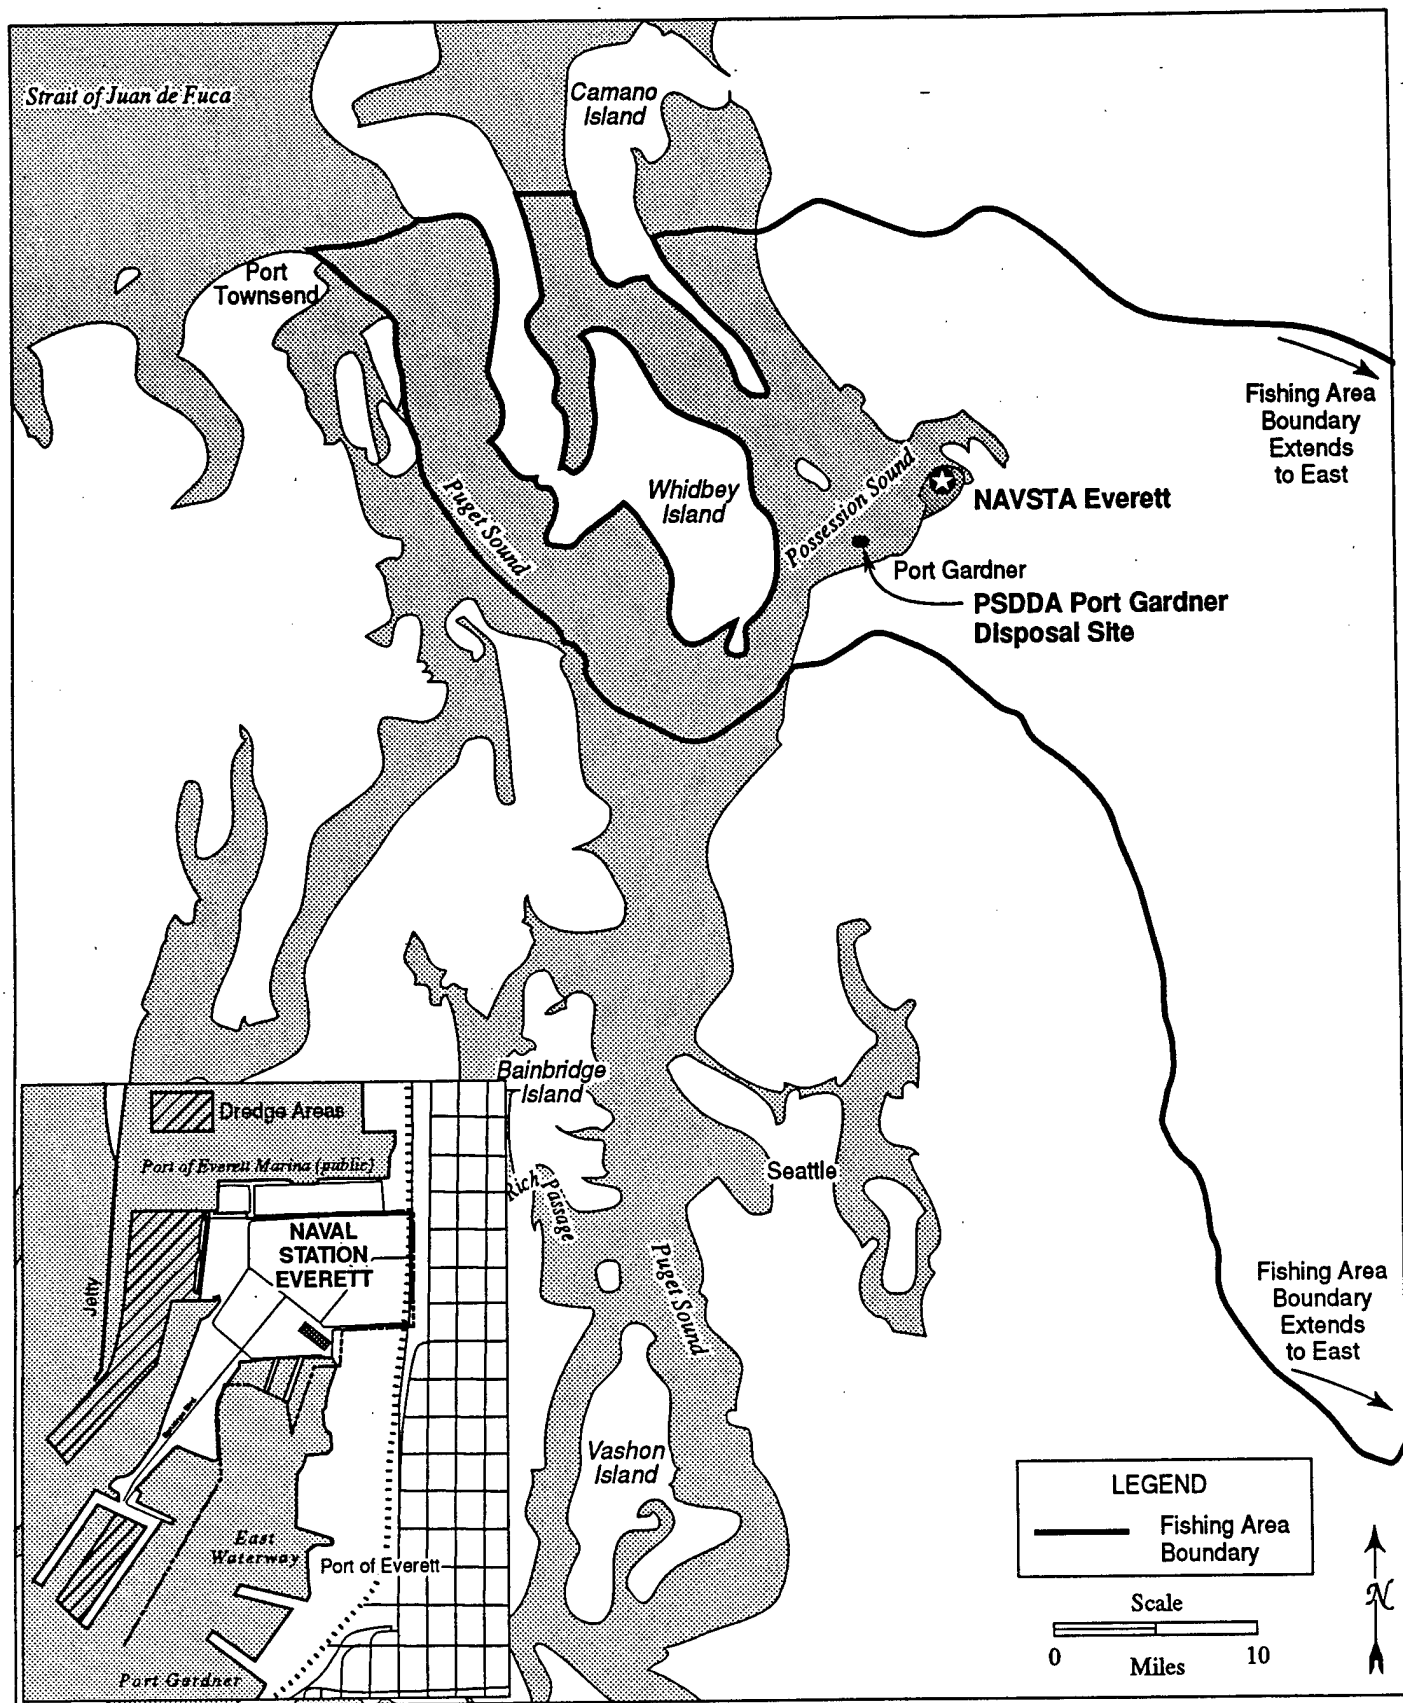 Strait of Juan de Fuca
Camano
Island
Port
Townsend
Fishing Area
Boundary
Extends
to East
Whidbey
Island
Puget Sound
Possession Sound
NAVSTA Everett
Port Gardner
PSDDA Port Gardner
Disposal Site
Bainbridge
Island
Rich Passage
Seattle
Puget Sound
Vashon
Island
Fishing Area
Boundary
Extends
to East
Dredge Areas
Port of Everett Marina (public)
NAVAL
STATION
EVERETT
Jetty
East
Waterway
Port of Everett
Port Gardner
LEGEND
Fishing Area
Boundary
Scale
0
10
Miles
N